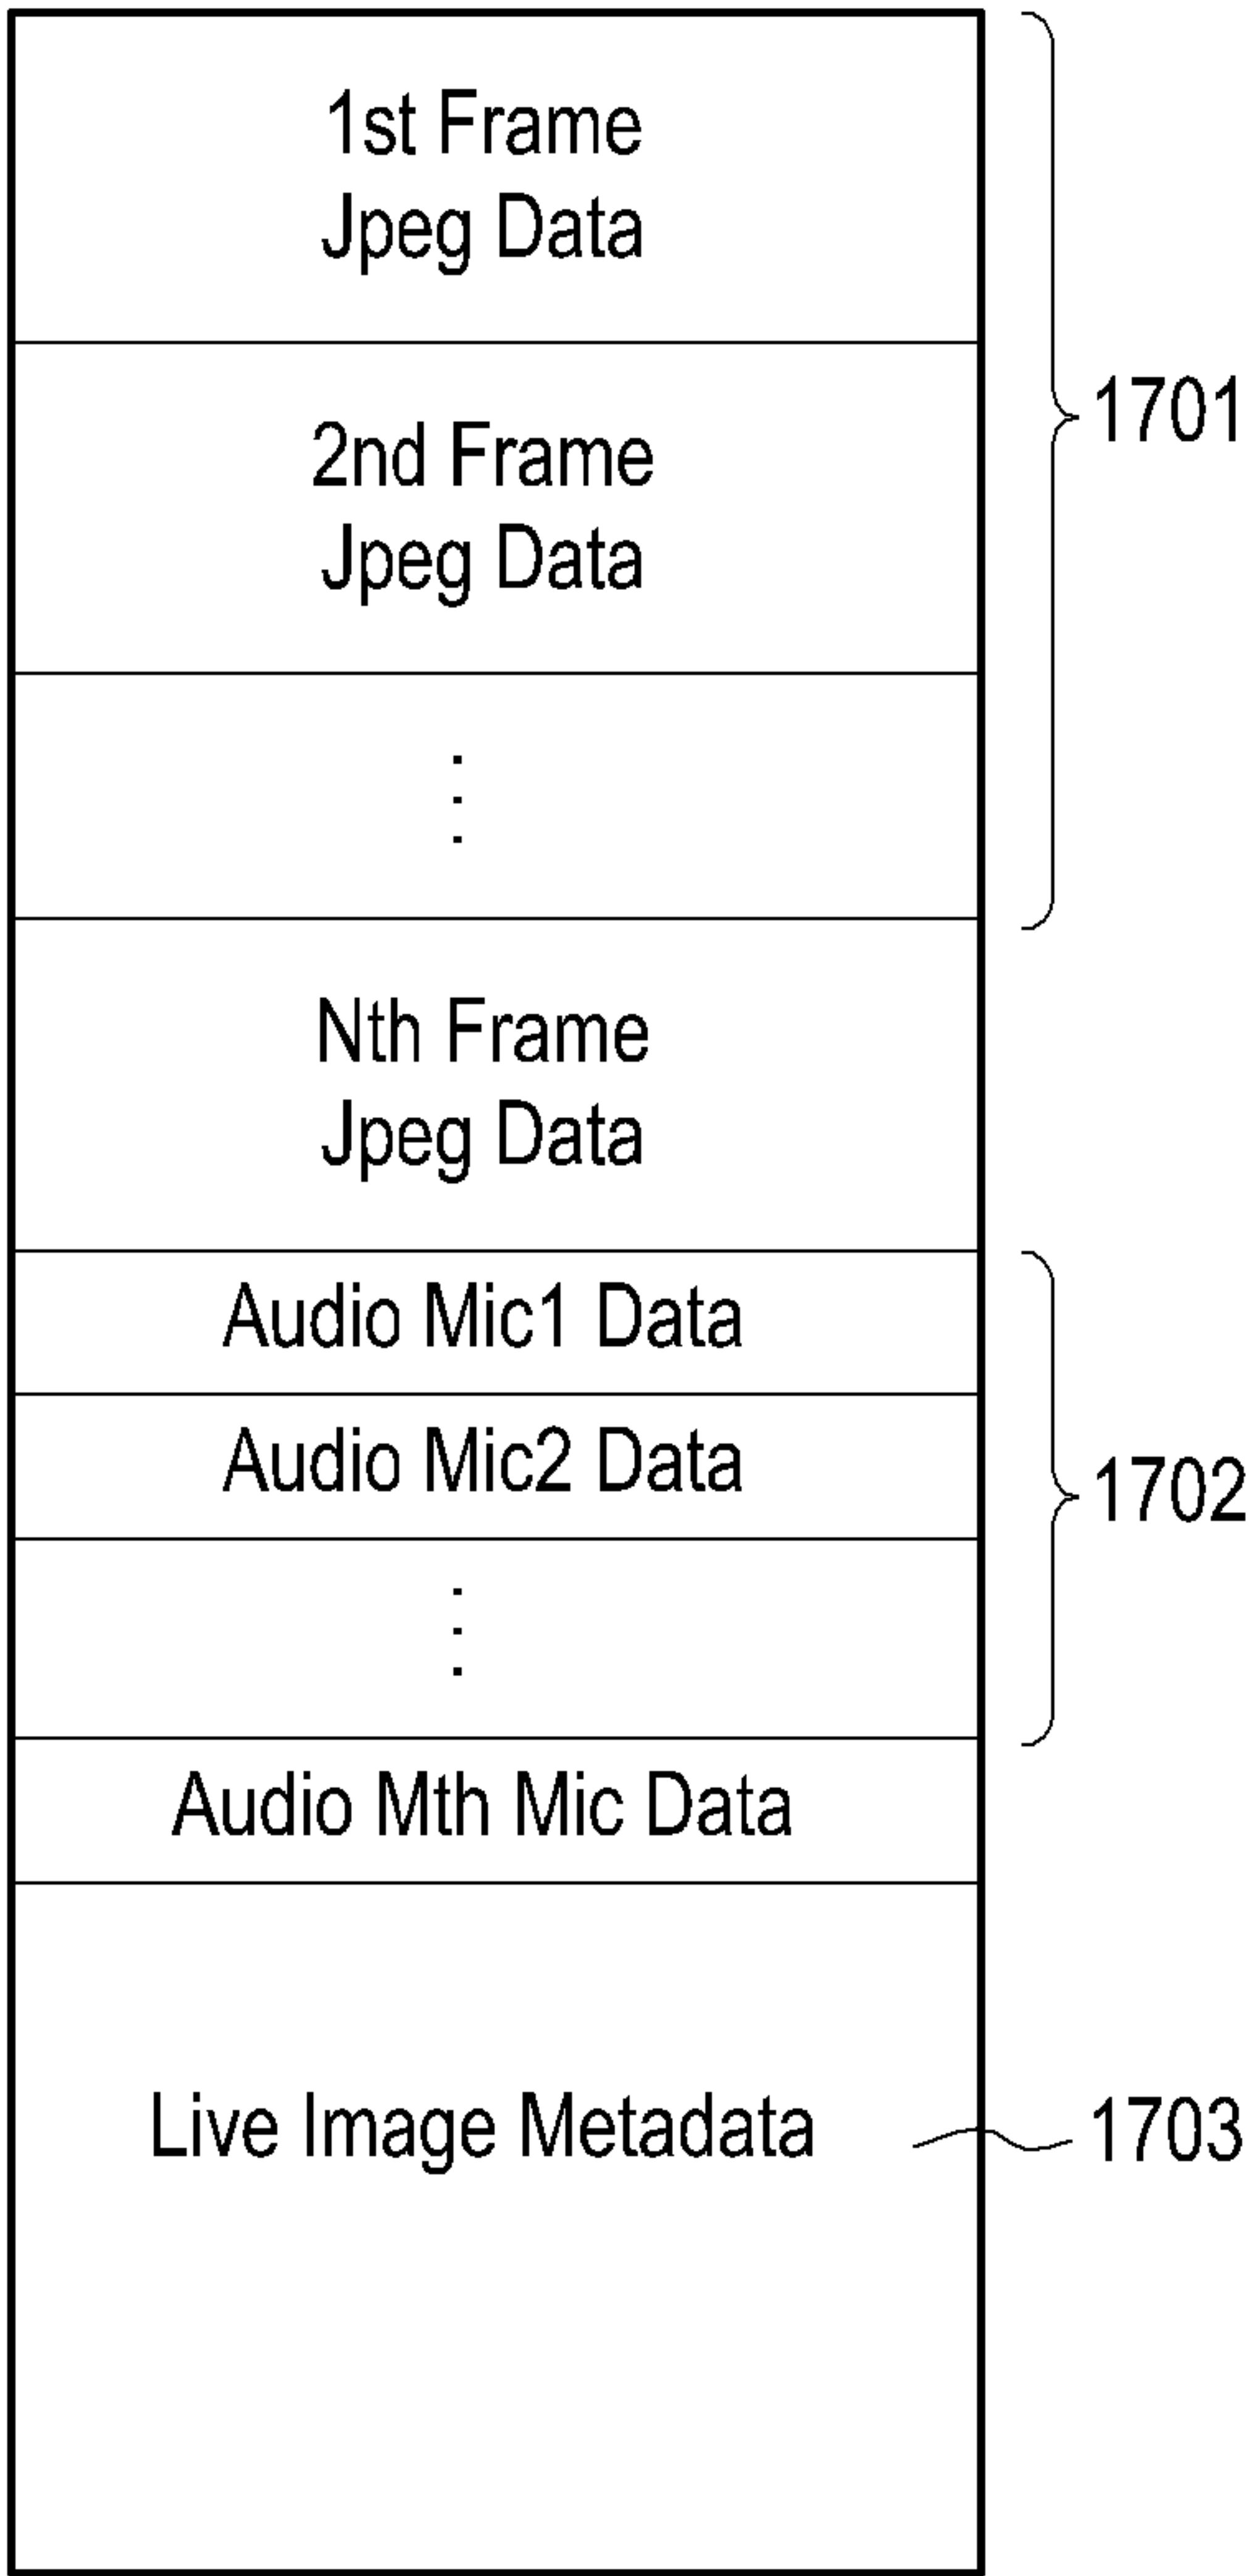 1st Frame
Jpeg Data
1701
2nd Frame
Jpeg Data
⋮
Nth Frame
Jpeg Data
Audio Mic1 Data
Audio Mic2 Data
1702
⋮
Audio Mth Mic Data
Live Image Metadata
1703